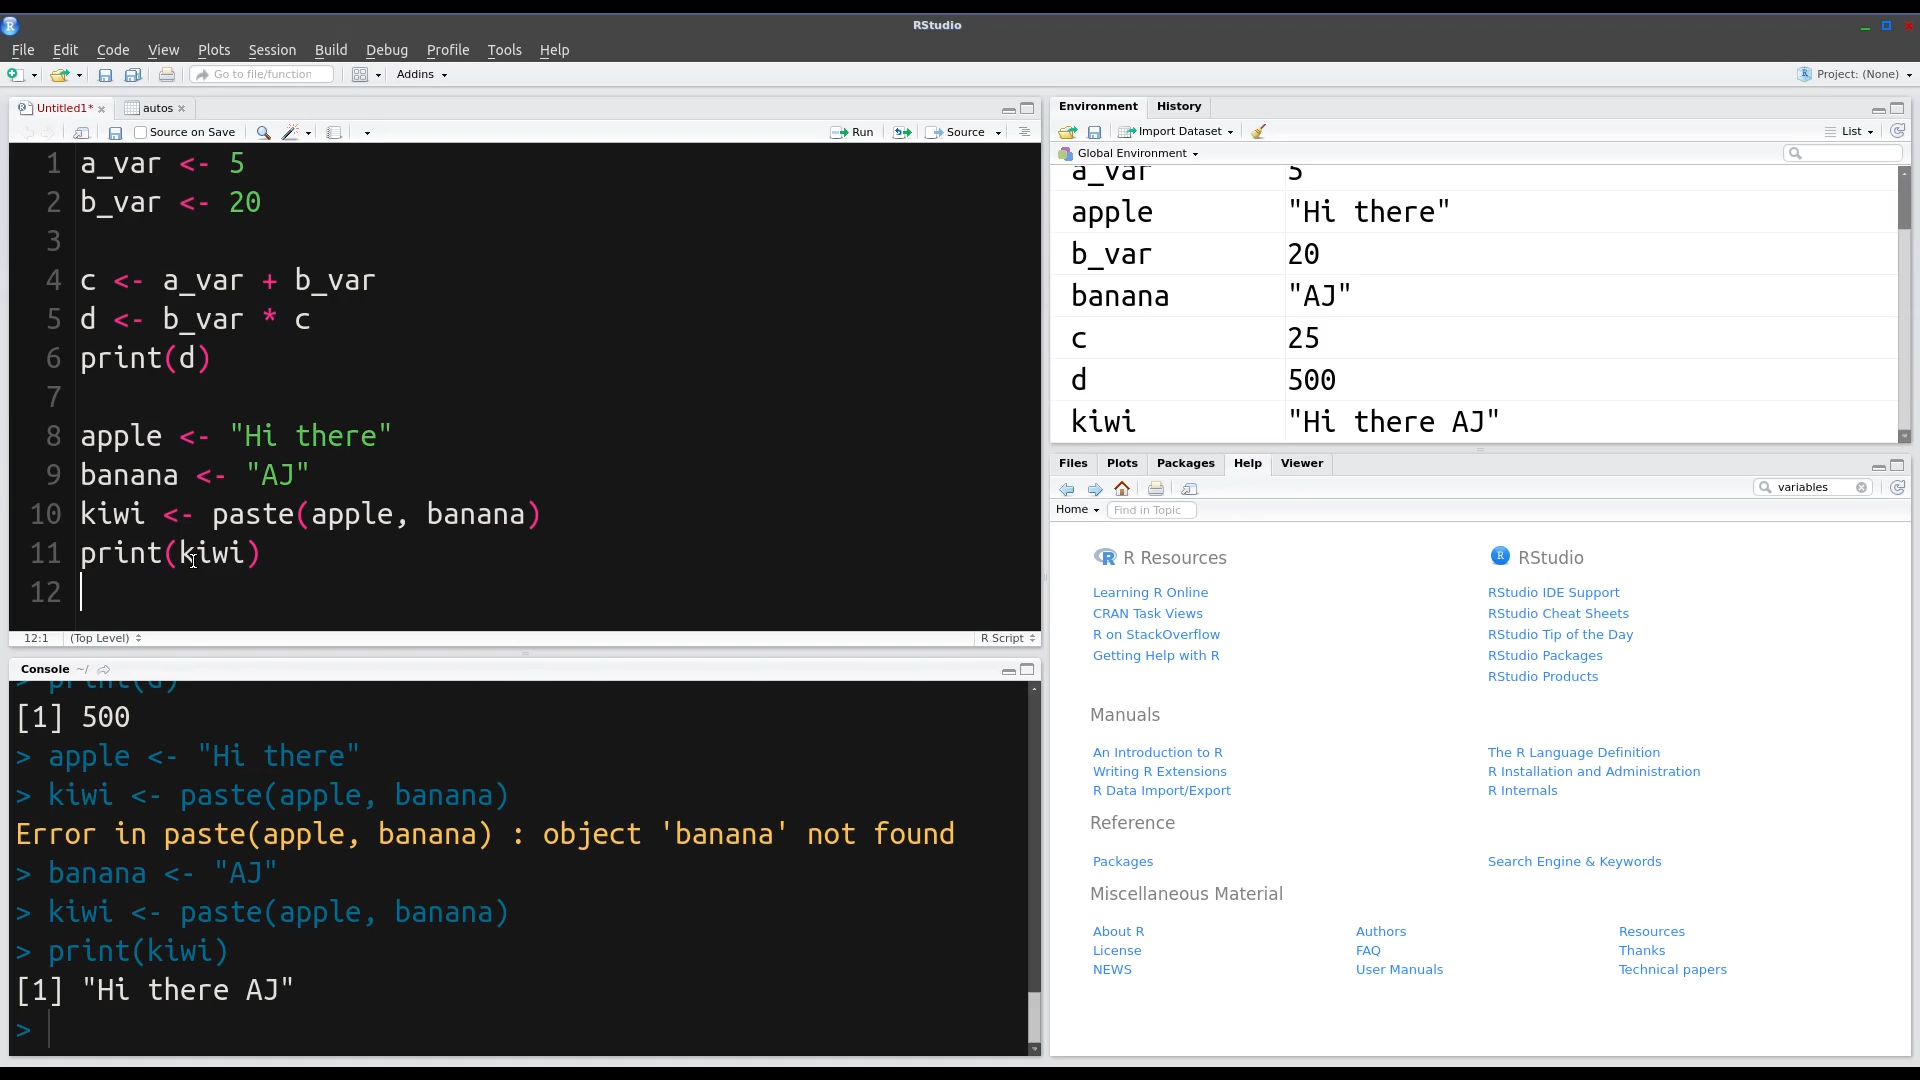 RStudio
File Edit Code View Plots Session Build Debug Profile Tools Help
Go to file/function Addins Project: (None)
Untitled1* autos
Source on Save Run Source
1 a_var <- 5
2 b_var <- 20
3
4 c <- a_var + b_var
5 d <- b_var * c
6 print(d)
7
8 apple <- "Hi there"
9 banana <- "AJ"
10 kiwi <- paste(apple, banana)
11 print(kiwi)
12
12:1 (Top Level) R Script
Console ~/
> print(d)
[1] 500
> apple <- "Hi there"
> kiwi <- paste(apple, banana)
Error in paste(apple, banana) : object 'banana' not found
> banana <- "AJ"
> kiwi <- paste(apple, banana)
> print(kiwi)
[1] "Hi there AJ"
>
Environment History
Import Dataset List
Global Environment
a_var 5
apple "Hi there"
b_var 20
banana "AJ"
c 25
d 500
kiwi "Hi there AJ"
Files Plots Packages Help Viewer
variables
Home Find in Topic
R Resources
Learning R Online
CRAN Task Views
R on StackOverflow
Getting Help with R
RStudio
RStudio IDE Support
RStudio Cheat Sheets
RStudio Tip of the Day
RStudio Packages
RStudio Products
Manuals
An Introduction to R
Writing R Extensions
R Data Import/Export
The R Language Definition
R Installation and Administration
R Internals
Reference
Packages
Search Engine & Keywords
Miscellaneous Material
About R
License
NEWS
Authors
FAQ
User Manuals
Resources
Thanks
Technical papers